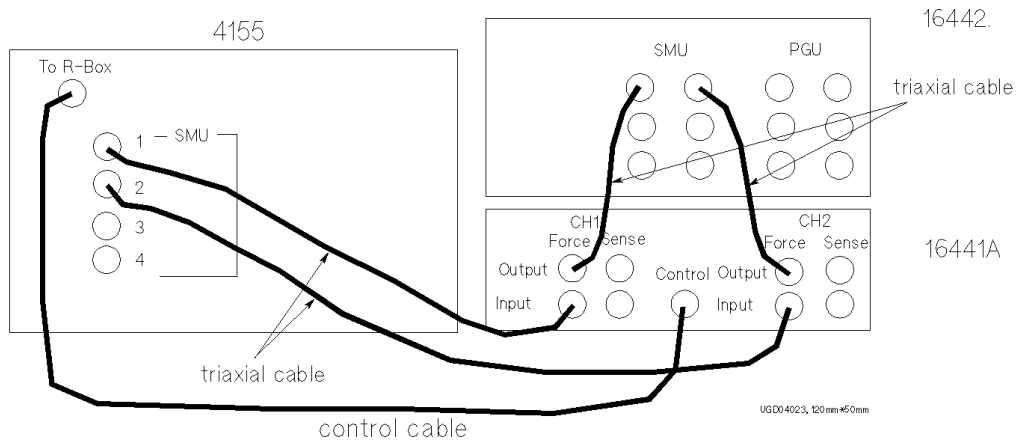 4155
To R-Box
1
SMU
2
3
4
triaxial cable
control cable
16442.
SMU
PGU
triaxial cable
CH1
CH2
Force
Sense
Force
Sense
Output
Control
Output
Input
Input
16441A
UGD04023, 120mm*50mm